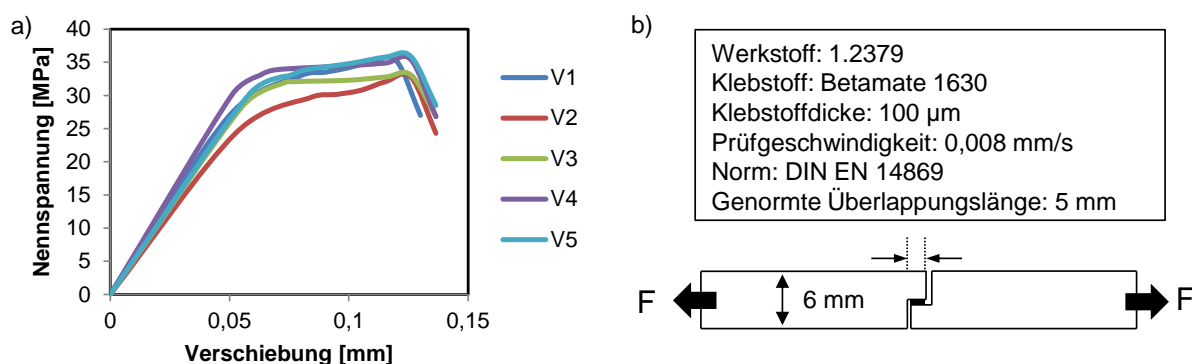 a)
Nennspannung [MPa]
40
35
30
25
20
15
10
5
0
0
0,05
0,1
0,15
Verschiebung [mm]
V1
V2
V3
V4
V5
b)
Werkstoff: 1.2379
Klebstoff: Betamate 1630
Klebstoffdicke: 100 µm
Prüfgeschwindigkeit: 0,008 mm/s
Norm: DIN EN 14869
Genormte Überlappungslänge: 5 mm
F
6 mm
F